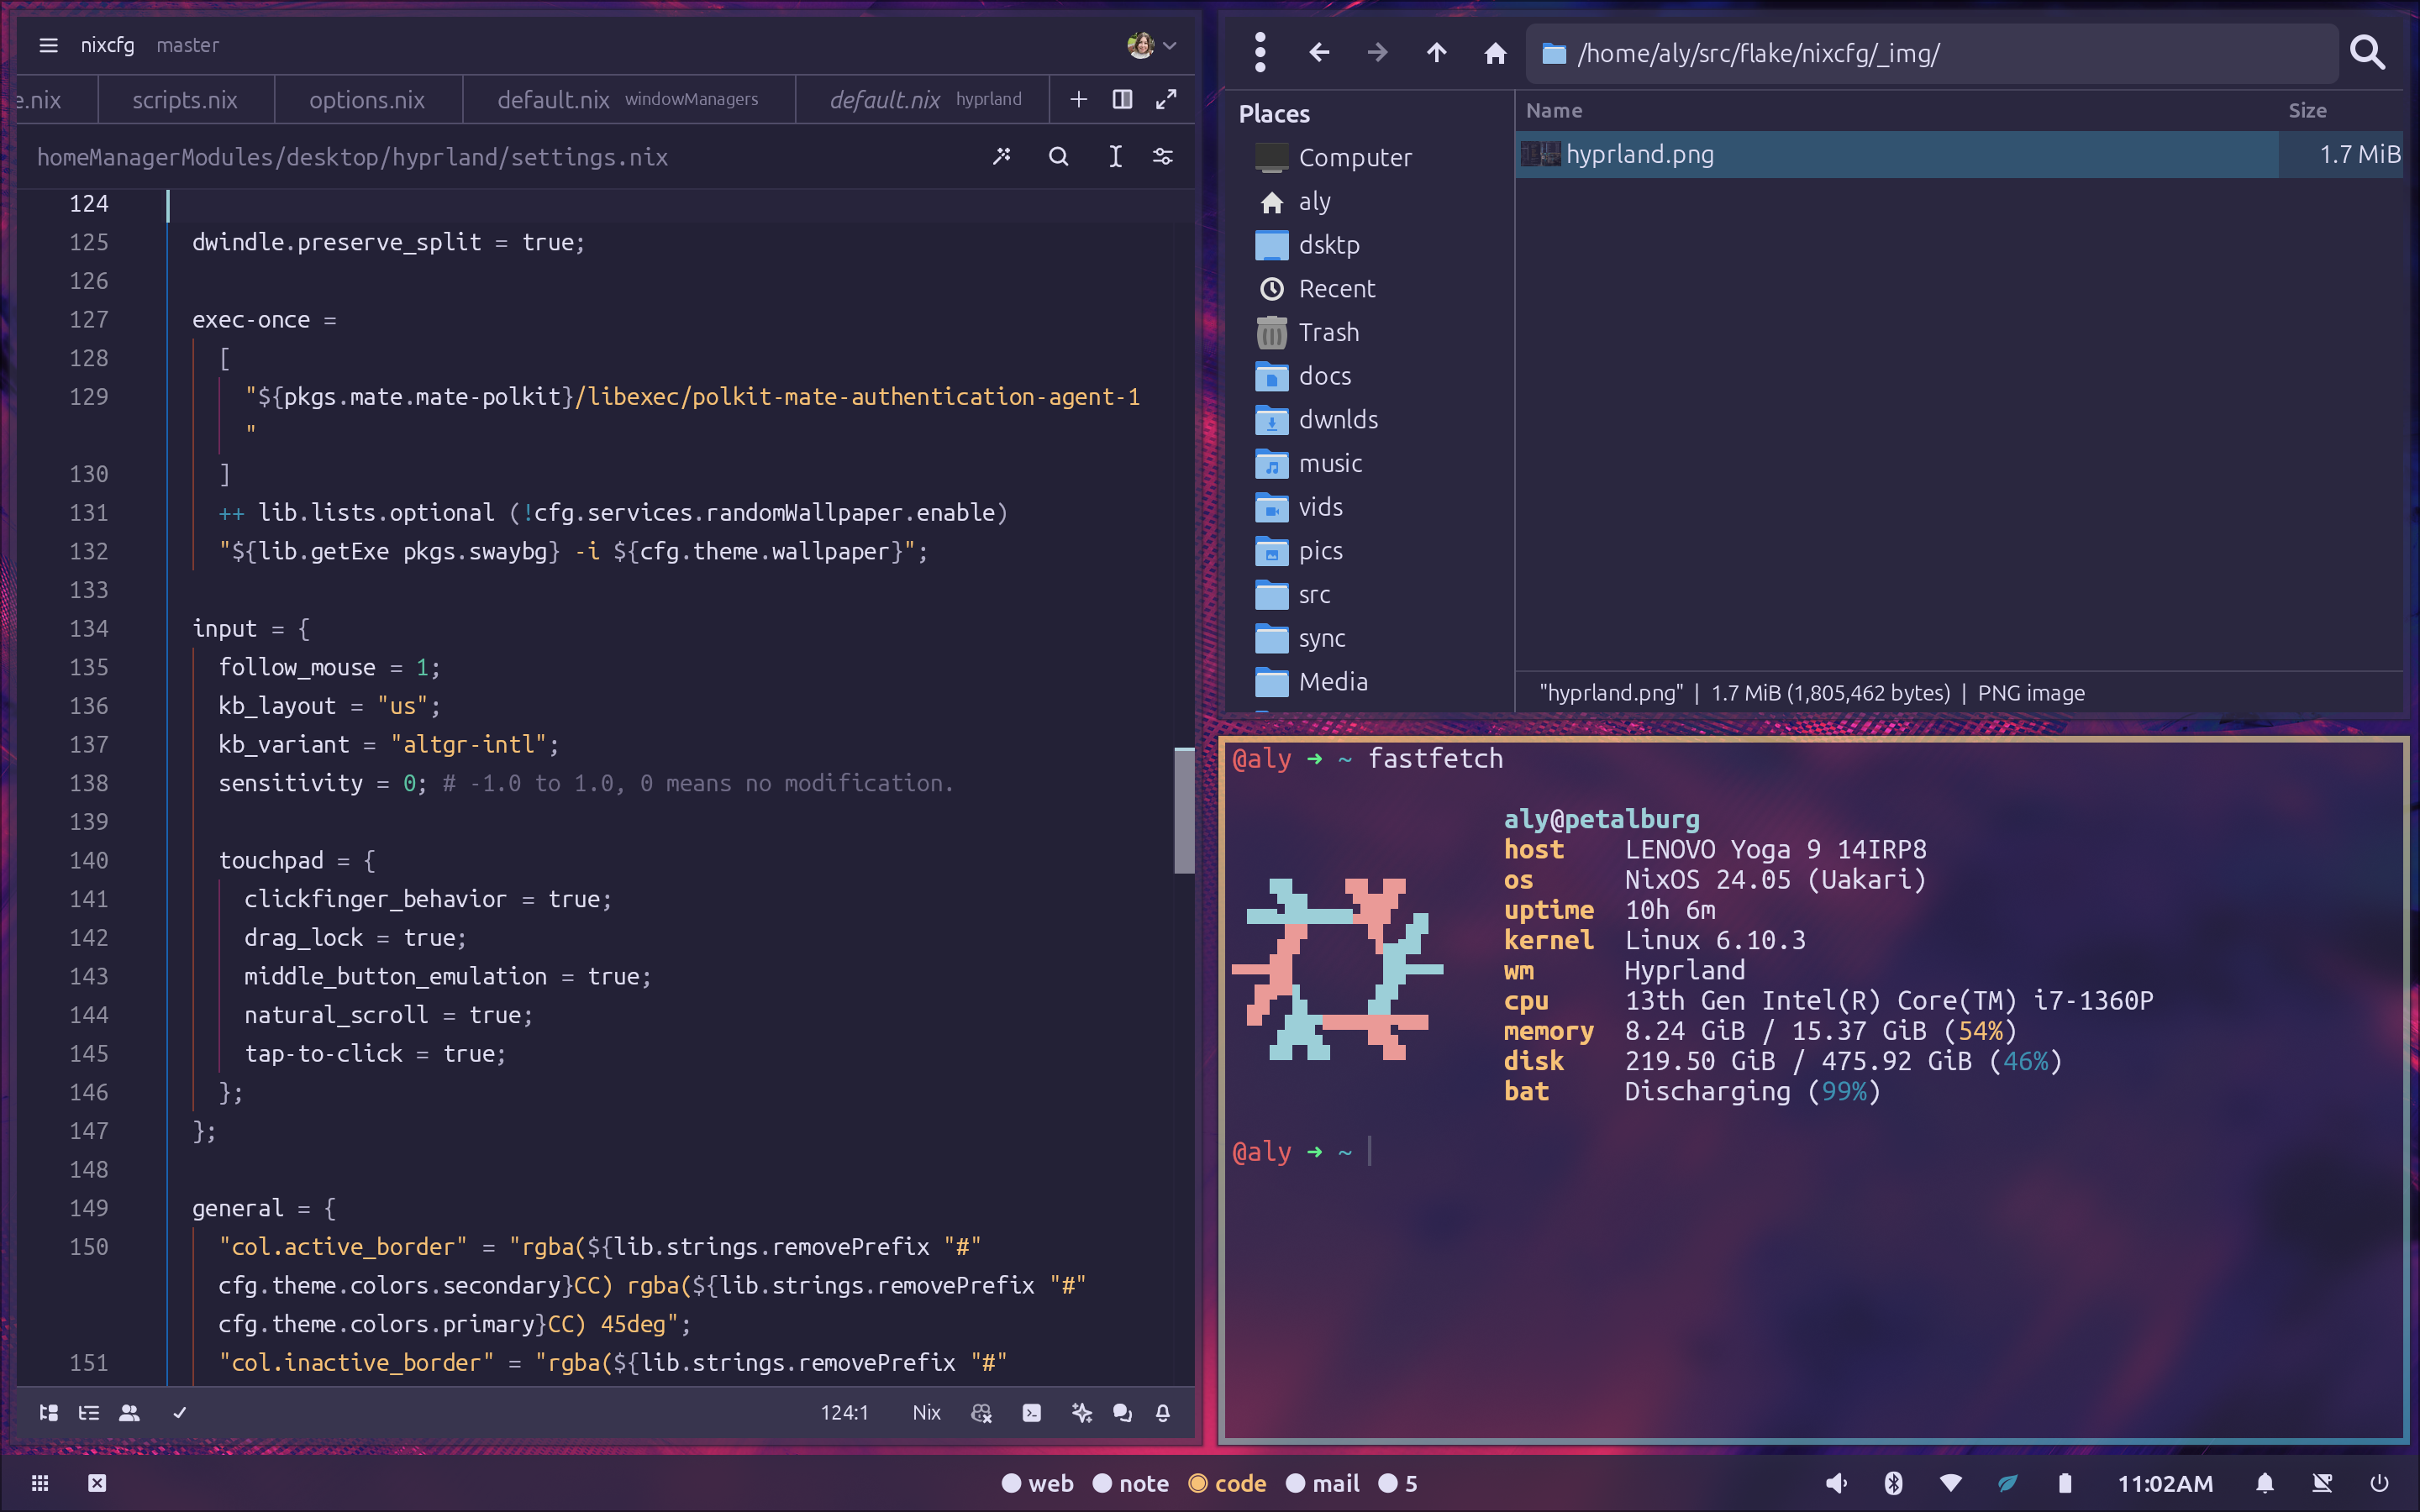 nixcfg master
e.nix scripts.nix options.nix default.nix windowManagers default.nix hyprland
homeManagerModules/desktop/hyprland/settings.nix
124
125 dwindle.preserve_split = true;
126
127 exec-once =
128 [
129 "${pkgs.mate.mate-polkit}/libexec/polkit-mate-authentication-agent-1
"
130 ]
131 ++ lib.lists.optional (!cfg.services.randomWallpaper.enable)
132 "${lib.getExe pkgs.swaybg} -i ${cfg.theme.wallpaper}";
133
134 input = {
135 follow_mouse = 1;
136 kb_layout = "us";
137 kb_variant = "altgr-intl";
138 sensitivity = 0; # -1.0 to 1.0, 0 means no modification.
139
140 touchpad = {
141 clickfinger_behavior = true;
142 drag_lock = true;
143 middle_button_emulation = true;
144 natural_scroll = true;
145 tap-to-click = true;
146 };
147 };
148
149 general = {
150 "col.active_border" = "rgba(${lib.strings.removePrefix "#"
cfg.theme.colors.secondary}CC) rgba(${lib.strings.removePrefix "#"
cfg.theme.colors.primary}CC) 45deg";
151 "col.inactive_border" = "rgba(${lib.strings.removePrefix "#"
124:1 Nix
/home/aly/src/flake/nixcfg/_img/
Places
Computer
aly
dsktp
Recent
Trash
docs
dwnlds
music
vids
pics
src
sync
Media
Name Size
hyprland.png 1.7 MiB
"hyprland.png" | 1.7 MiB (1,805,462 bytes) | PNG image
@aly ➜ ~ fastfetch
aly@petalburg
host LENOVO Yoga 9 14IRP8
os NixOS 24.05 (Uakari)
uptime 10h 6m
kernel Linux 6.10.3
wm Hyprland
cpu 13th Gen Intel(R) Core(TM) i7-1360P
memory 8.24 GiB / 15.37 GiB (54%)
disk 219.50 GiB / 475.92 GiB (46%)
bat Discharging (99%)
@aly ➜ ~
web note code mail 5
11:02AM